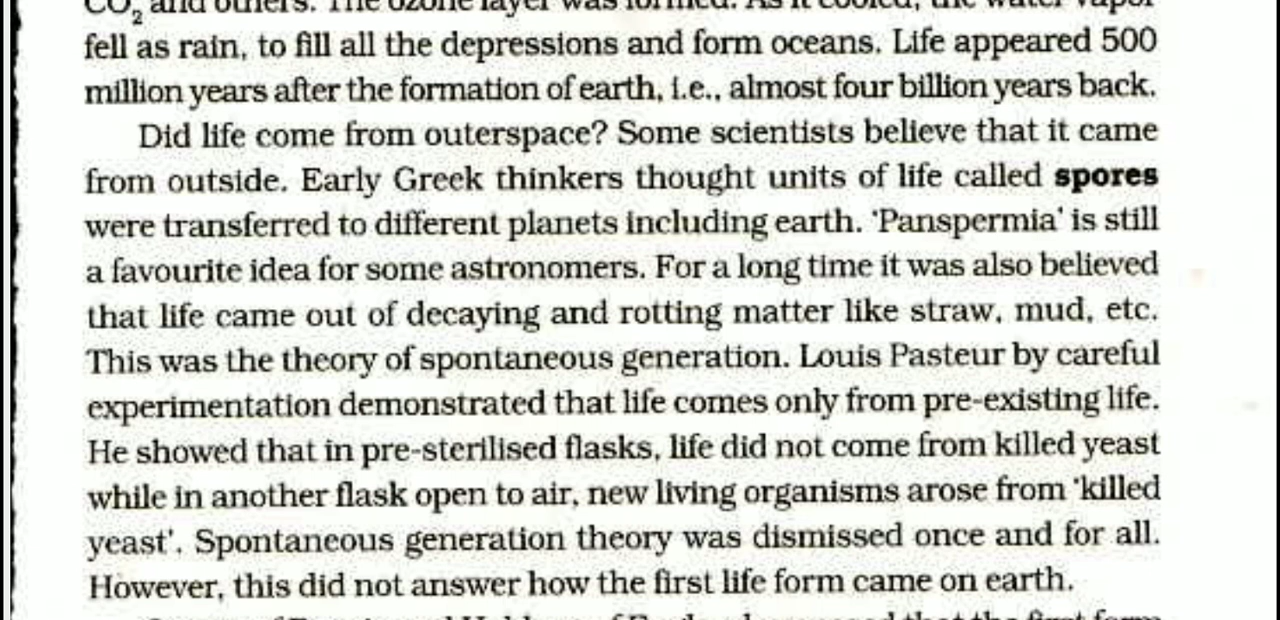 CO₂ and others. The ozone layer was formed. As it cooled, the water vapor
fell as rain, to fill all the depressions and form oceans. Life appeared 500
million years after the formation of earth, i.e., almost four billion years back.
Did life come from outerspace? Some scientists believe that it came
from outside. Early Greek thinkers thought units of life called spores
were transferred to different planets including earth. 'Panspermia' is still
a favourite idea for some astronomers. For a long time it was also believed
that life came out of decaying and rotting matter like straw, mud, etc.
This was the theory of spontaneous generation. Louis Pasteur by careful
experimentation demonstrated that life comes only from pre-existing life.
He showed that in pre-sterilised flasks, life did not come from killed yeast
while in another flask open to air, new living organisms arose from 'killed
yeast'. Spontaneous generation theory was dismissed once and for all.
However, this did not answer how the first life form came on earth.
of that the first form